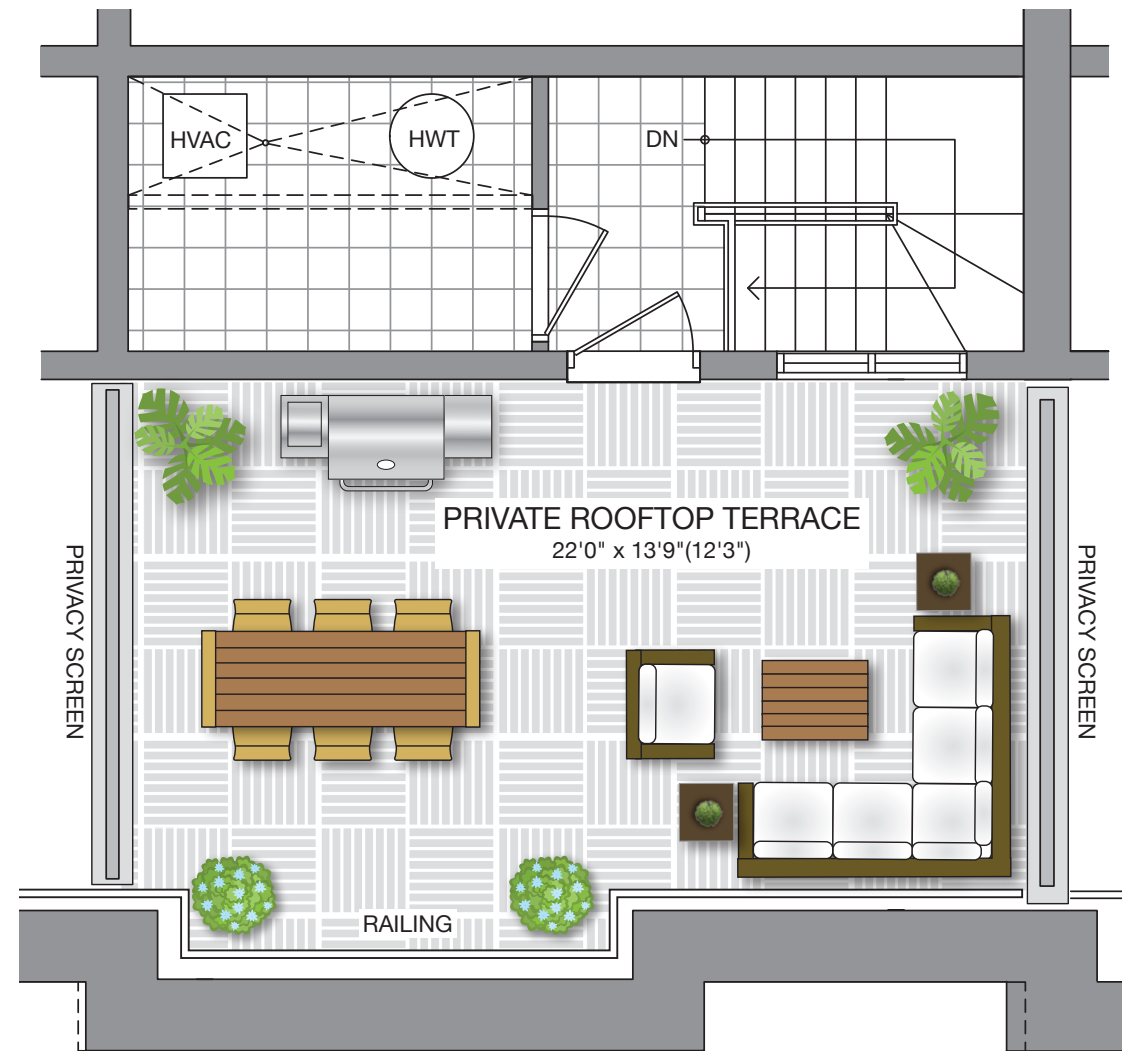 HVAC
HWT
DN
PRIVATE ROOFTOP TERRACE
22'0" x 13'9"(12'3")
PRIVACY SCREEN
PRIVACY SCREEN
RAILING